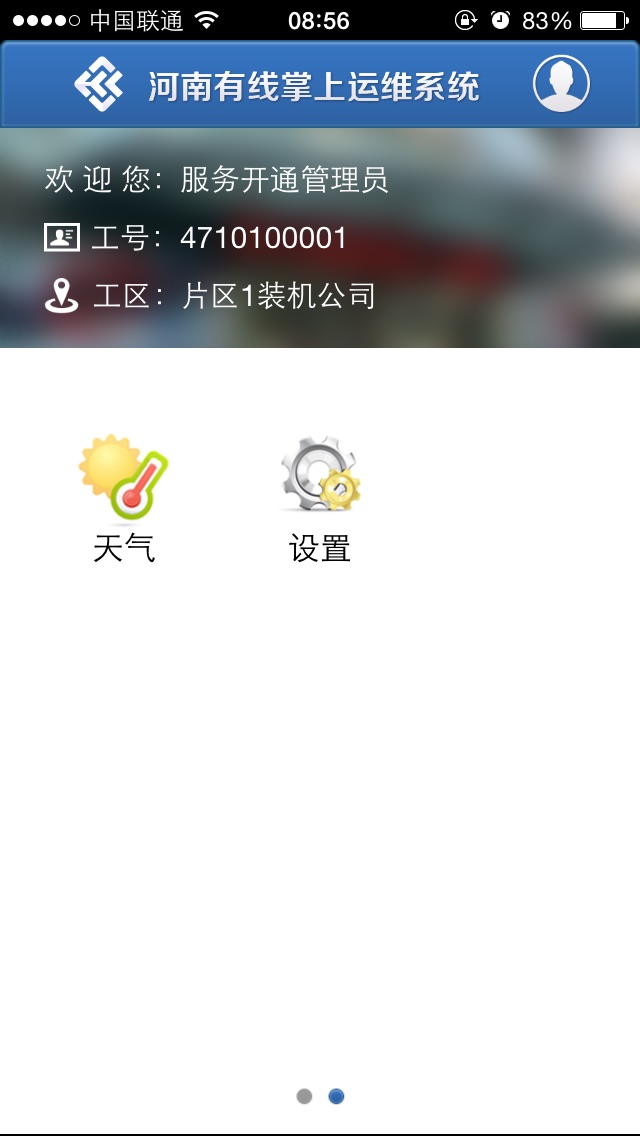 中国联通 08:56 83%
河南有线掌上运维系统
欢 迎 您：服务开通管理员
工号：4710100001
工区：片区1装机公司
天气 设置